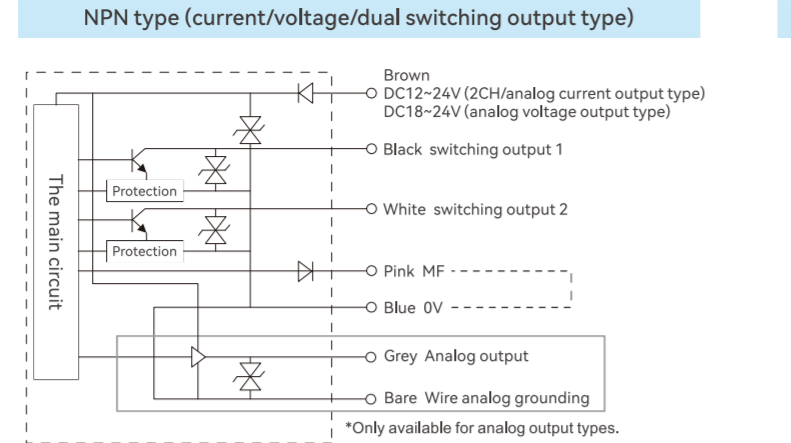 NPN type (current/voltage/dual switching output type)
Brown
DC12~24V (2CH/analog current output type)
DC18~24V (analog voltage output type)
Black switching output 1
Protection
White switching output 2
Protection
The main circuit
Pink MF
Blue 0V
Grey Analog output
Bare Wire analog grounding
*Only available for analog output types.